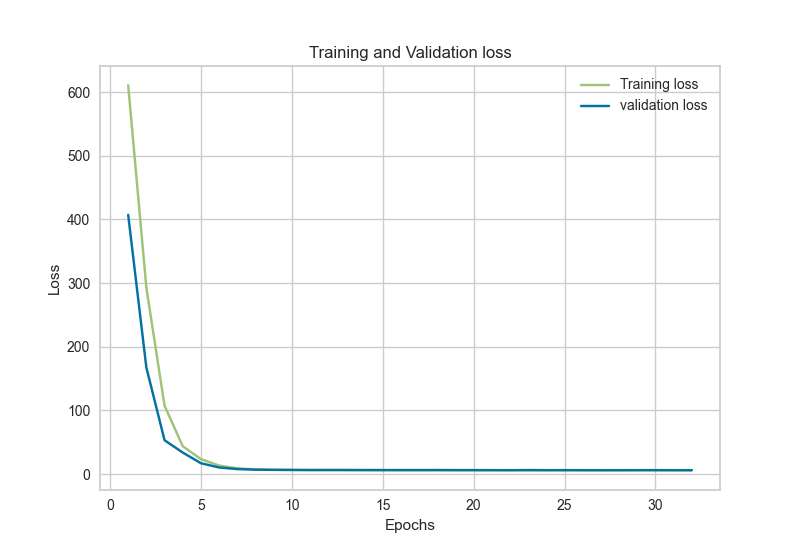 Training and Validation loss
Training loss
validation loss
600
500
400
300
200
100
0
Loss
0 5 10 15 20 25 30
Epochs